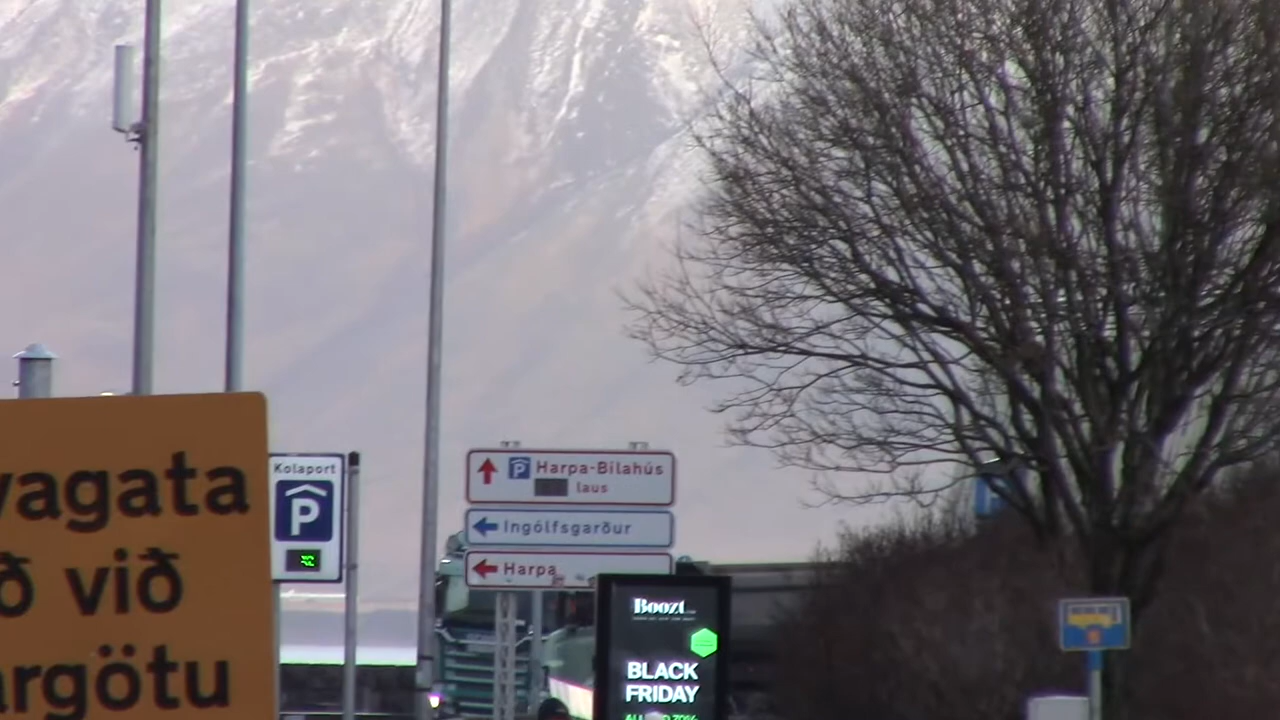 vagata
ð við
argötu
Kolaport
P
P Harpa-Bílahús
laus
Ingólfsgarður
Harpa
Boozt
BLACK
FRIDAY